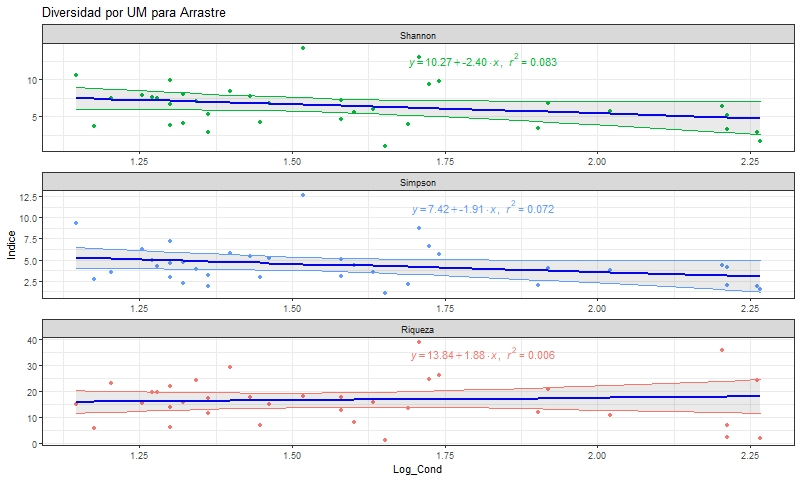 Diversidad por UM para Arrastre
Shannon
y = 10.27 + -2.40 · x, r² = 0.083
10
5
1.25 1.50 1.75 2.00 2.25
Simpson
y = 7.42 + -1.91 · x, r² = 0.072
12.5
10.0
7.5
5.0
2.5
Indice
1.25 1.50 1.75 2.00 2.25
Riqueza
y = 13.84 + 1.88 · x, r² = 0.006
40
30
20
10
0
1.25 1.50 1.75 2.00 2.25
Log_Cond